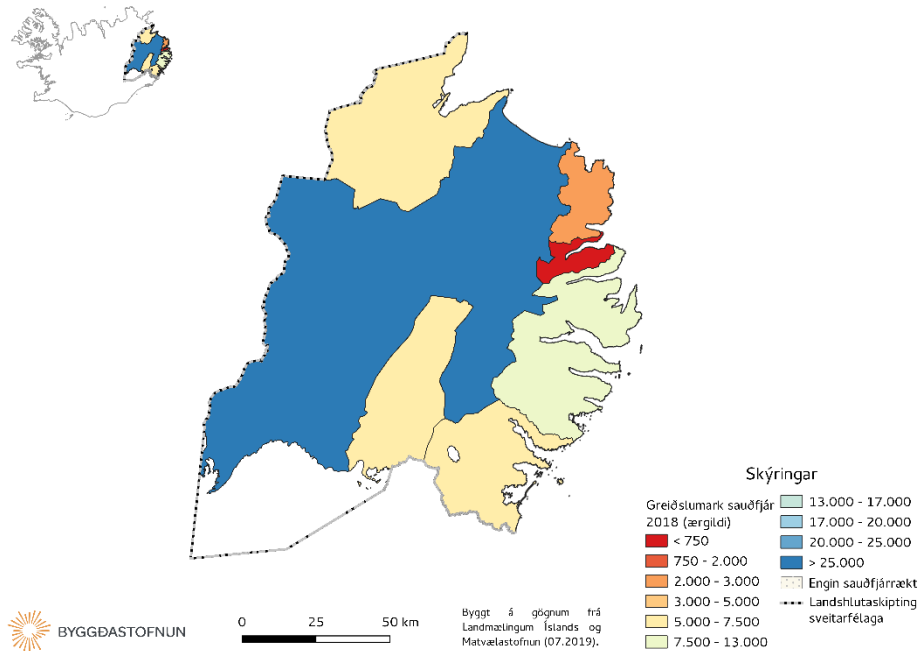 Skýringar
Greiðslumark sauðfjár
2018 (ærgildi)
< 750
750 - 2.000
2.000 - 3.000
3.000 - 5.000
5.000 - 7.500
7.500 - 13.000
13.000 - 17.000
17.000 - 20.000
20.000 - 25.000
> 25.000
Engin sauðfjárrækt
Landshlutaskipting
sveitarfélaga
BYGGÐASTOFNUN
0 25 50 km
Byggt á gögnum frá
Landmælingum Íslands og
Matvælastofnun (07.2019).